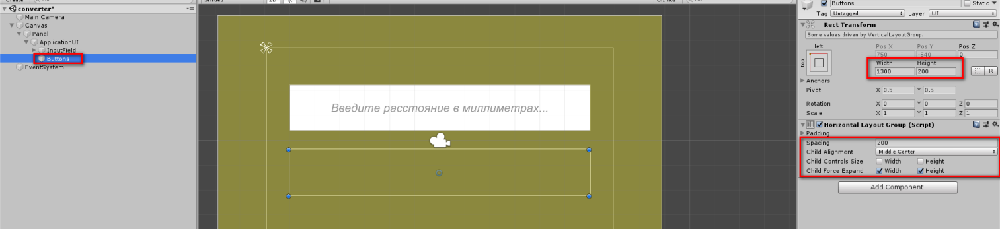 Create
converter*
Main Camera
Canvas
Panel
ApplicationUI
InputField
Buttons
EventSystem
Shaded
2D
Gizmos
Введите расстояние в миллиметрах...
Buttons
Static
Tag Untagged Layer UI
Rect Transform
Some values driven by VerticalLayoutGroup.
left
top
Pos X Pos Y Pos Z
750 -540 0
Width Height
1300 200
R
Anchors
Pivot X 0.5 Y 0.5
Rotation X 0 Y 0 Z 0
Scale X 1 Y 1 Z 1
Horizontal Layout Group (Script)
Padding
Spacing 200
Child Alignment Middle Center
Child Controls Size Width Height
Child Force Expand Width Height
Add Component